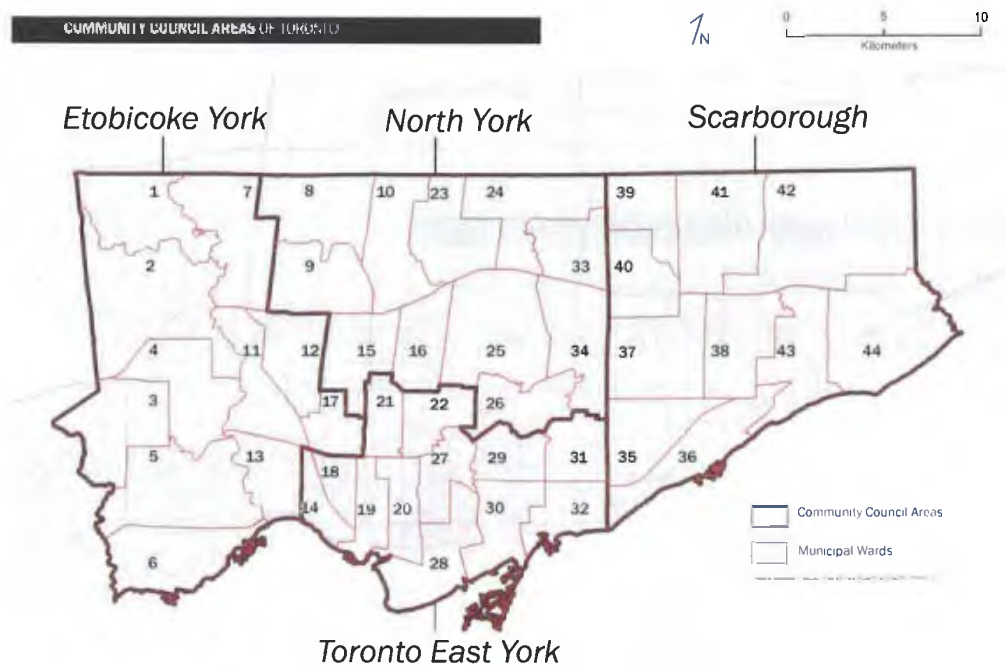 COMMUNITY COUNCIL AREAS OF TORONTO
N
0 5 10
Kilometers
Etobicoke York North York Scarborough
1 7 8 10 23 24 39 41 42
2 9 33 40
4 11 12 15 16 25 34 37 38 43 44
3 17 21 22 26
5 13 18 27 29 31 35 36
14 19 20 30 32
6 28
Community Council Areas
Municipal Wards
Toronto East York